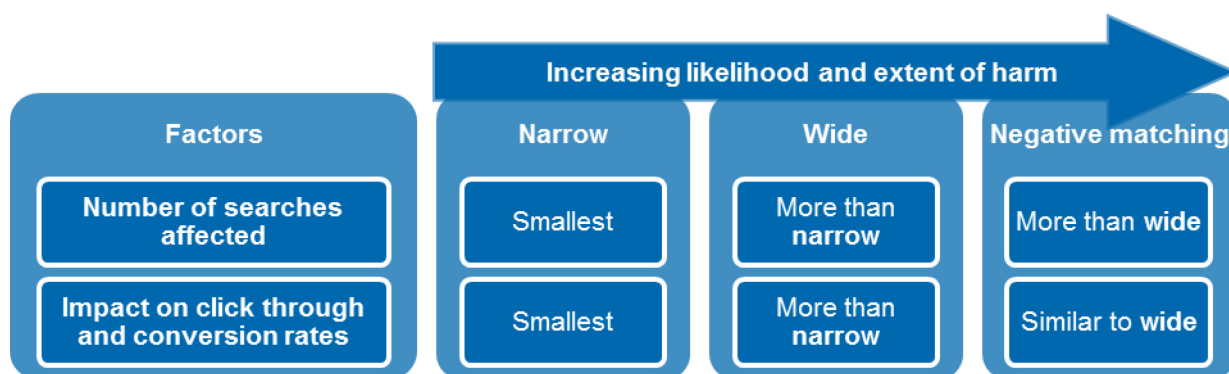 Increasing likelihood and extent of harm
Factors
Narrow
Wide
Negative matching
Number of searches
affected
Smallest
More than
narrow
More than wide
Impact on click through
and conversion rates
Smallest
More than
narrow
Similar to wide